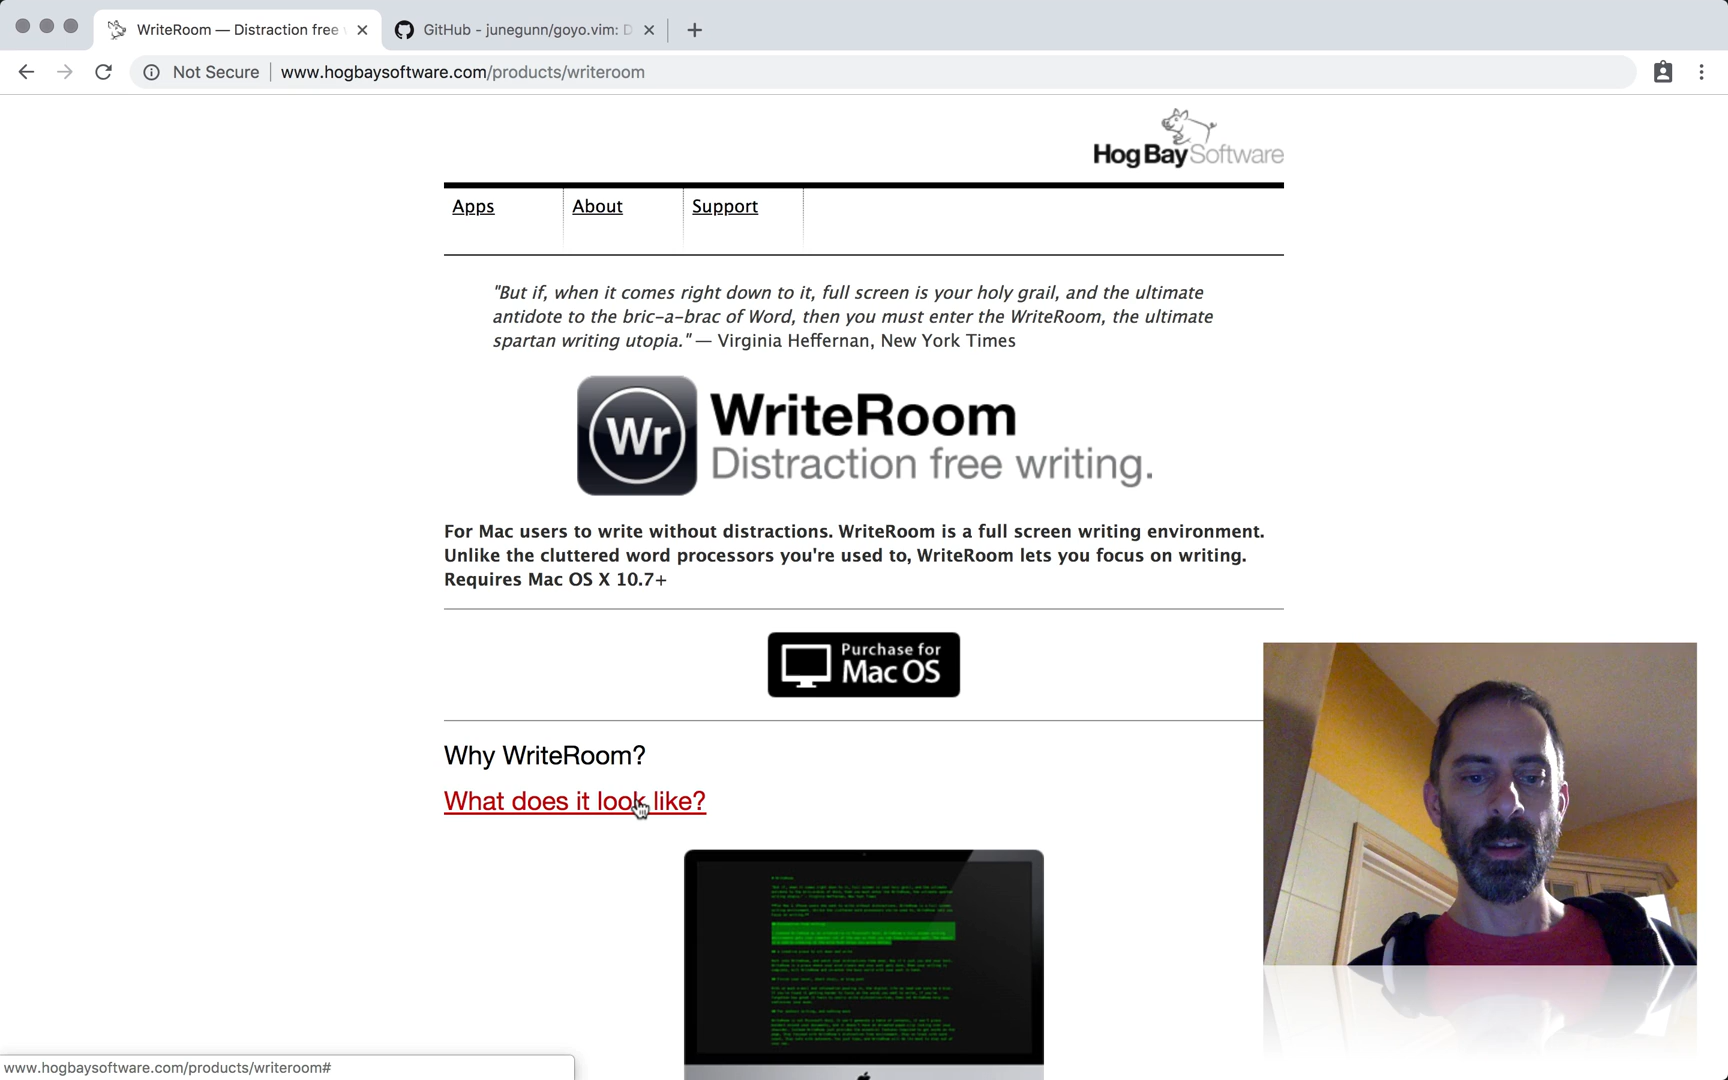 WriteRoom — Distraction free
GitHub - junegunn/goyo.vim: D
Not Secure
www.hogbaysoftware.com/products/writeroom
HogBaySoftware
Apps
About
Support
"But if, when it comes right down to it, full screen is your holy grail, and the ultimate
antidote to the bric-a-brac of Word, then you must enter the WriteRoom, the ultimate
spartan writing utopia." — Virginia Heffernan, New York Times
Wr
WriteRoom
Distraction free writing.
For Mac users to write without distractions. WriteRoom is a full screen writing environment.
Unlike the cluttered word processors you're used to, WriteRoom lets you focus on writing.
Requires Mac OS X 10.7+
Purchase for
Mac OS
Why WriteRoom?
What does it look like?
www.hogbaysoftware.com/products/writeroom#